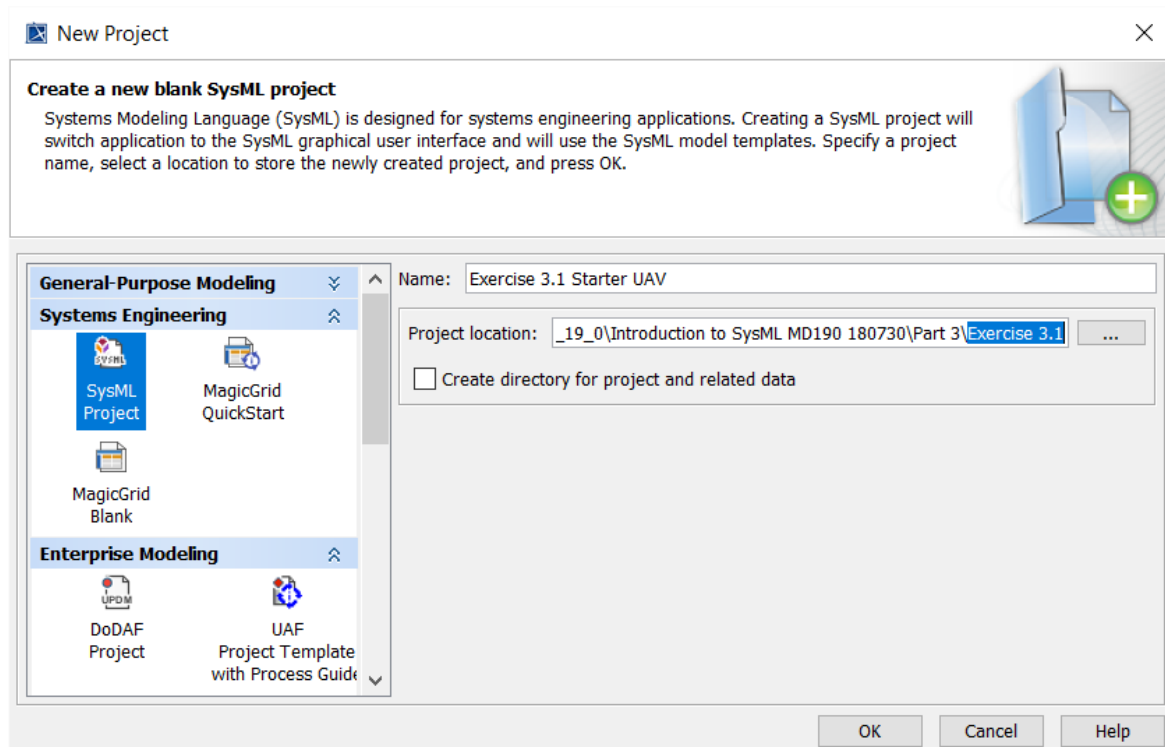 New Project
Create a new blank SysML project
Systems Modeling Language (SysML) is designed for systems engineering applications. Creating a SysML project will
switch application to the SysML graphical user interface and will use the SysML model templates. Specify a project
name, select a location to store the newly created project, and press OK.
General-Purpose Modeling
Systems Engineering
SysML
Project
MagicGrid
QuickStart
MagicGrid
Blank
Enterprise Modeling
UPDM
DoDAF
Project
UAF
Project Template
with Process Guide
Name: Exercise 3.1 Starter UAV
Project location: _19_0\Introduction to SysML MD190 180730\Part 3\Exercise 3.1 ...
Create directory for project and related data
OK Cancel Help